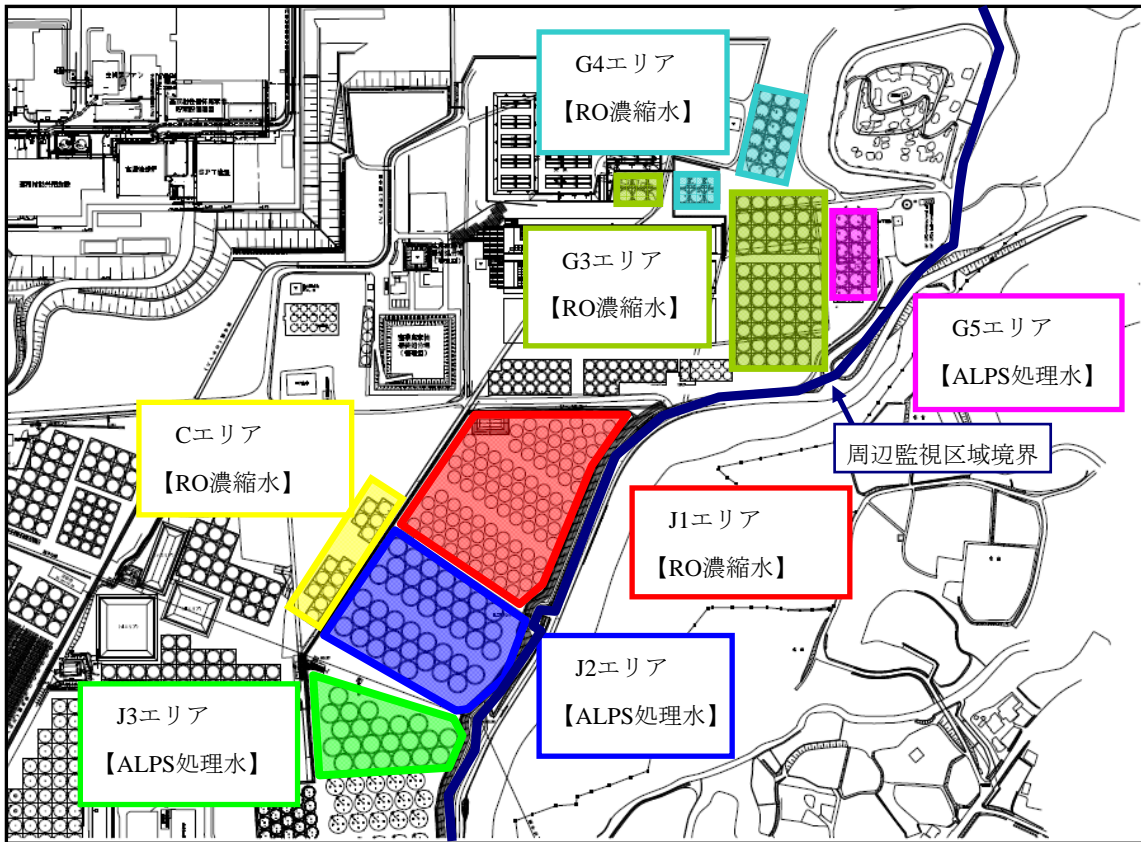 G4エリア
【RO濃縮水】
G3エリア
【RO濃縮水】
G5エリア
【ALPS処理水】
周辺監視区域境界
Cエリア
【RO濃縮水】
J1エリア
【RO濃縮水】
J2エリア
【ALPS処理水】
J3エリア
【ALPS処理水】